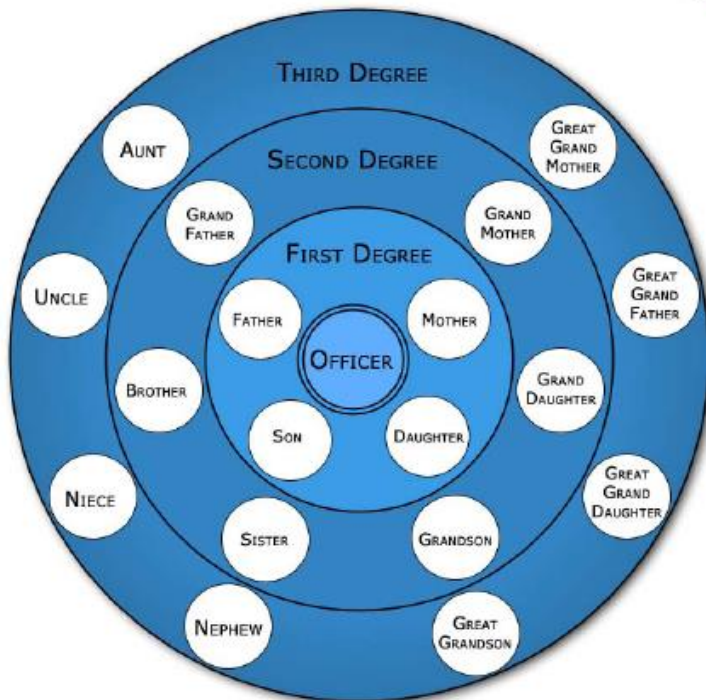 THIRD DEGREE
AUNT
GREAT
GRAND
MOTHER
SECOND DEGREE
GRAND
FATHER
GRAND
MOTHER
FIRST DEGREE
UNCLE
GREAT
GRAND
FATHER
FATHER
MOTHER
OFFICER
BROTHER
GRAND
DAUGHTER
SON
DAUGHTER
NIECE
GREAT
GRAND
DAUGHTER
SISTER
GRANDSON
NEPHEW
GREAT
GRANDSON